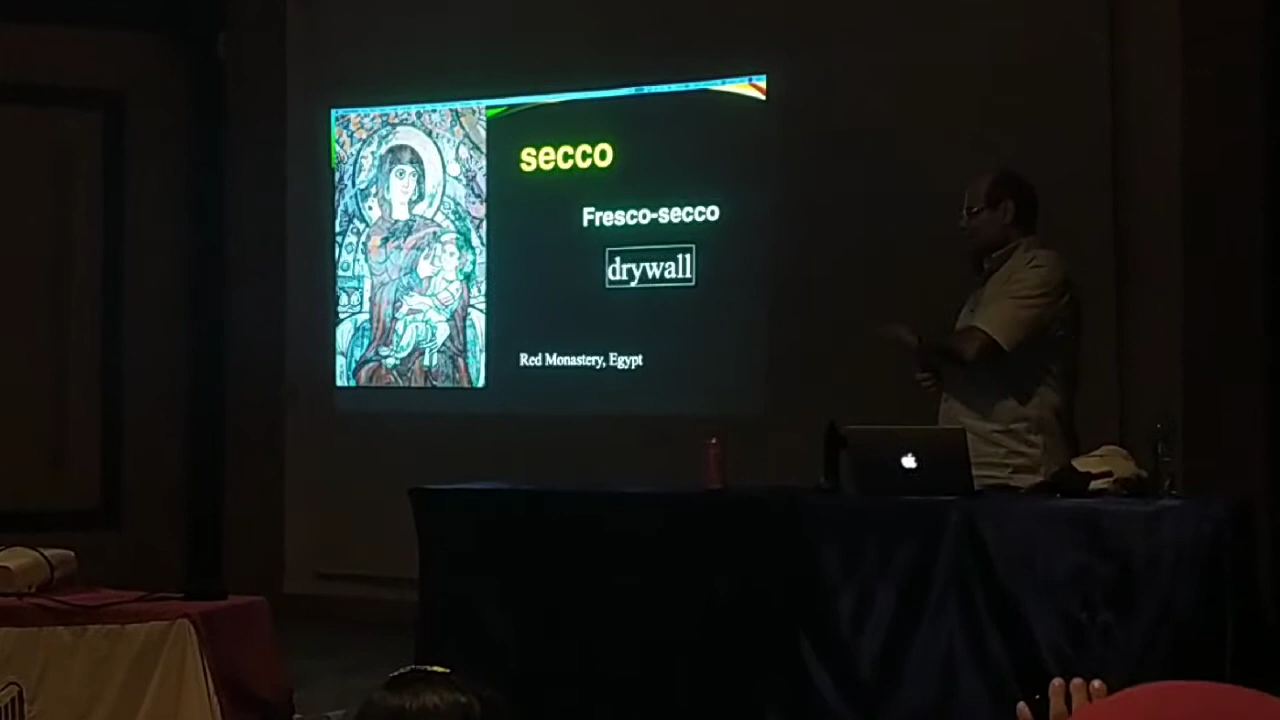 secco
Fresco-secco
drywall
Red Monastery, Egypt